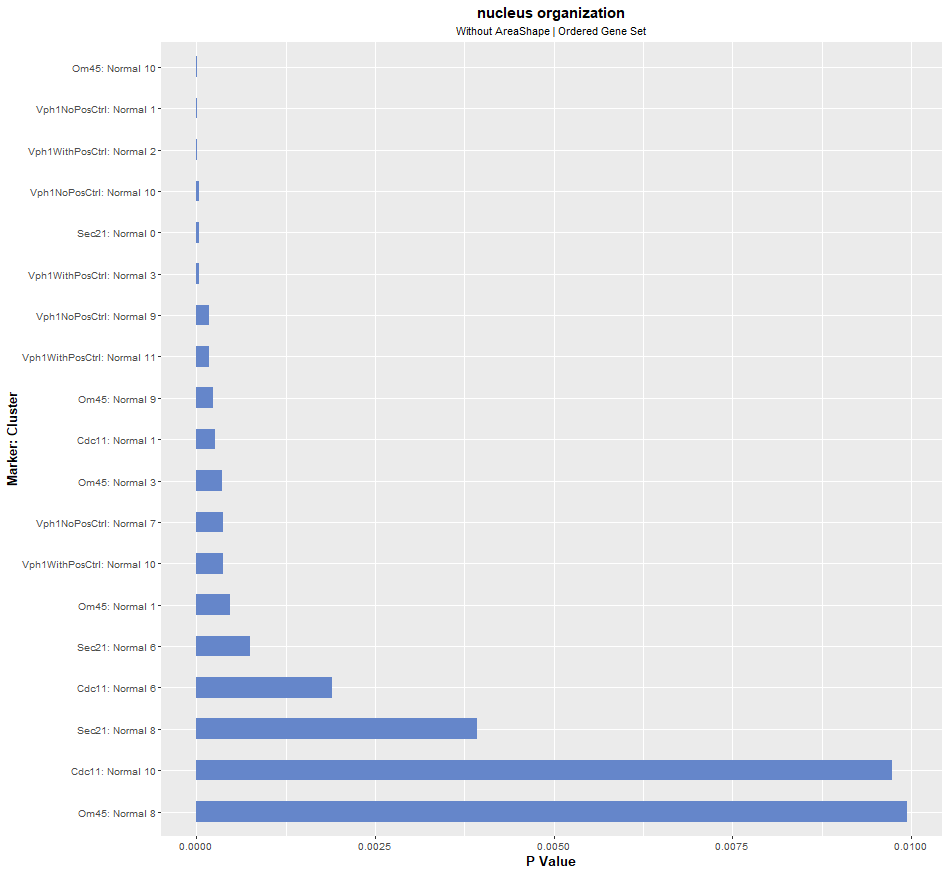 nucleus organization
Without AreaShape | Ordered Gene Set
Om45: Normal 10
Vph1NoPosCtrl: Normal 1
Vph1WithPosCtrl: Normal 2
Vph1NoPosCtrl: Normal 10
Sec21: Normal 0
Vph1WithPosCtrl: Normal 3
Vph1NoPosCtrl: Normal 9
Vph1WithPosCtrl: Normal 11
Om45: Normal 9
Cdc11: Normal 1
Om45: Normal 3
Vph1NoPosCtrl: Normal 7
Vph1WithPosCtrl: Normal 10
Om45: Normal 1
Sec21: Normal 6
Cdc11: Normal 6
Sec21: Normal 8
Cdc11: Normal 10
Om45: Normal 8
Marker: Cluster
0.0000 0.0025 0.0050 0.0075 0.0100
P Value